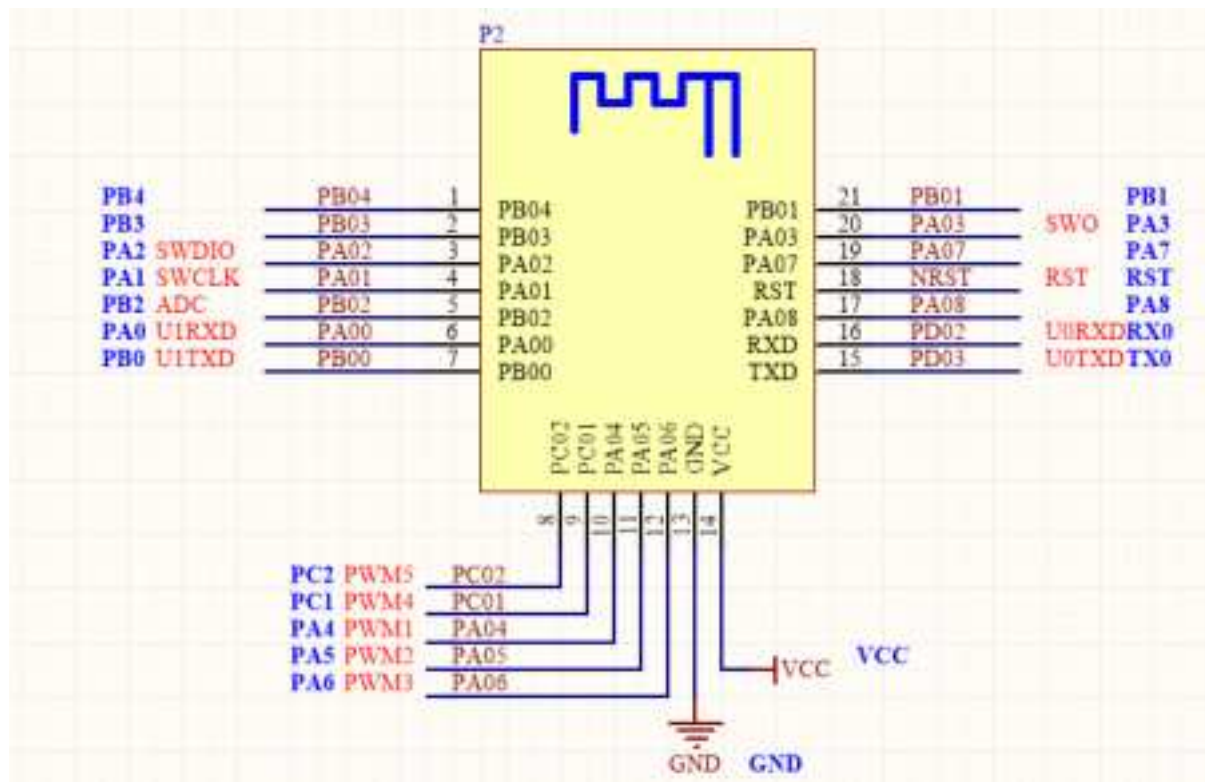 P2
PB4 PB04 1 PB04 PB01 21 PB01 PB1
PB3 PB03 2 PB03 PA03 20 PA03 SWO PA3
PA2 SWDIO PA02 3 PA02 PA07 19 PA07 PA7
PA1 SWCLK PA01 4 PA01 RST 18 NRST RST RST
PB2 ADC PB02 5 PB02 PA08 17 PA08 PA8
PA0 U1RXD PA00 6 PA00 RXD 16 PD02 U0RXD RX0
PB0 U1TXD PB00 7 PB00 TXD 15 PD03 U0TXD TX0
PC02 PC01 PA04 PA05 PA06 GND VCC
8 9 10 11 12 13 14
PC2 PWM5 PC02
PC1 PWM4 PC01
PA4 PWM1 PA04
PA5 PWM2 PA05 VCC VCC
PA6 PWM3 PA06
GND GND